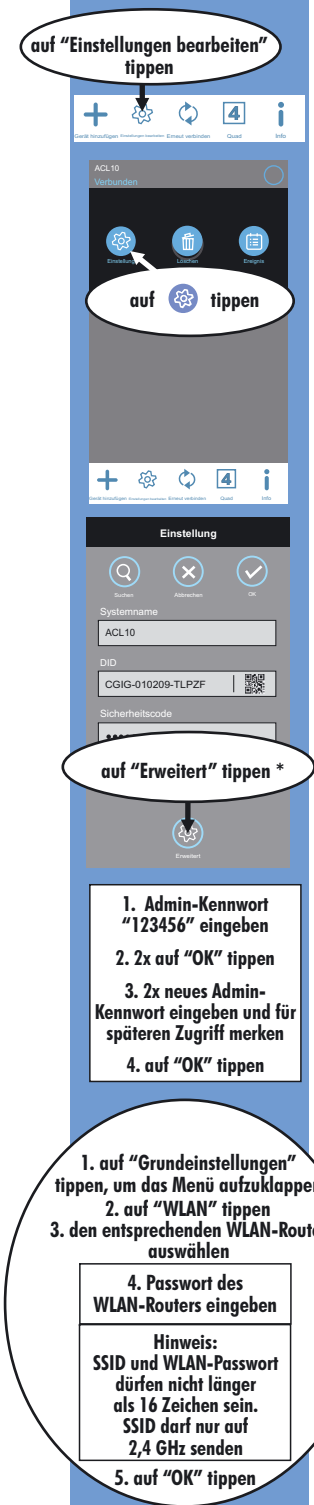 auf “Einstellungen bearbeiten”
tippen
4
Gerät hinzufügen Einstellungen bearbeiten Erneut verbinden Quad Info
ACL10
Verbunden
Einstellung Löschen Ereignis
auf tippen
4
Gerät hinzufügen Einstellungen bearbeiten Erneut verbinden Quad Info
Einstellung
Suchen Abbrechen OK
Systemname
ACL10
DID
CGIG-010209-TLPZF
Sicherheitscode
auf “Erweitert” tippen *
Erweitert
1. Admin-Kennwort
“123456” eingeben
2. 2x auf “OK” tippen
3. 2x neues Admin-
Kennwort eingeben und für
späteren Zugriff merken
4. auf “OK” tippen
1. auf “Grundeinstellungen”
tippen, um das Menü aufzuklappen
2. auf “WLAN” tippen
3. den entsprechenden WLAN-Route
auswählen
4. Passwort des
WLAN-Routers eingeben
Hinweis:
SSID und WLAN-Passwort
dürfen nicht länger
als 16 Zeichen sein.
SSID darf nur auf
2,4 GHz senden
5. auf “OK” tippen